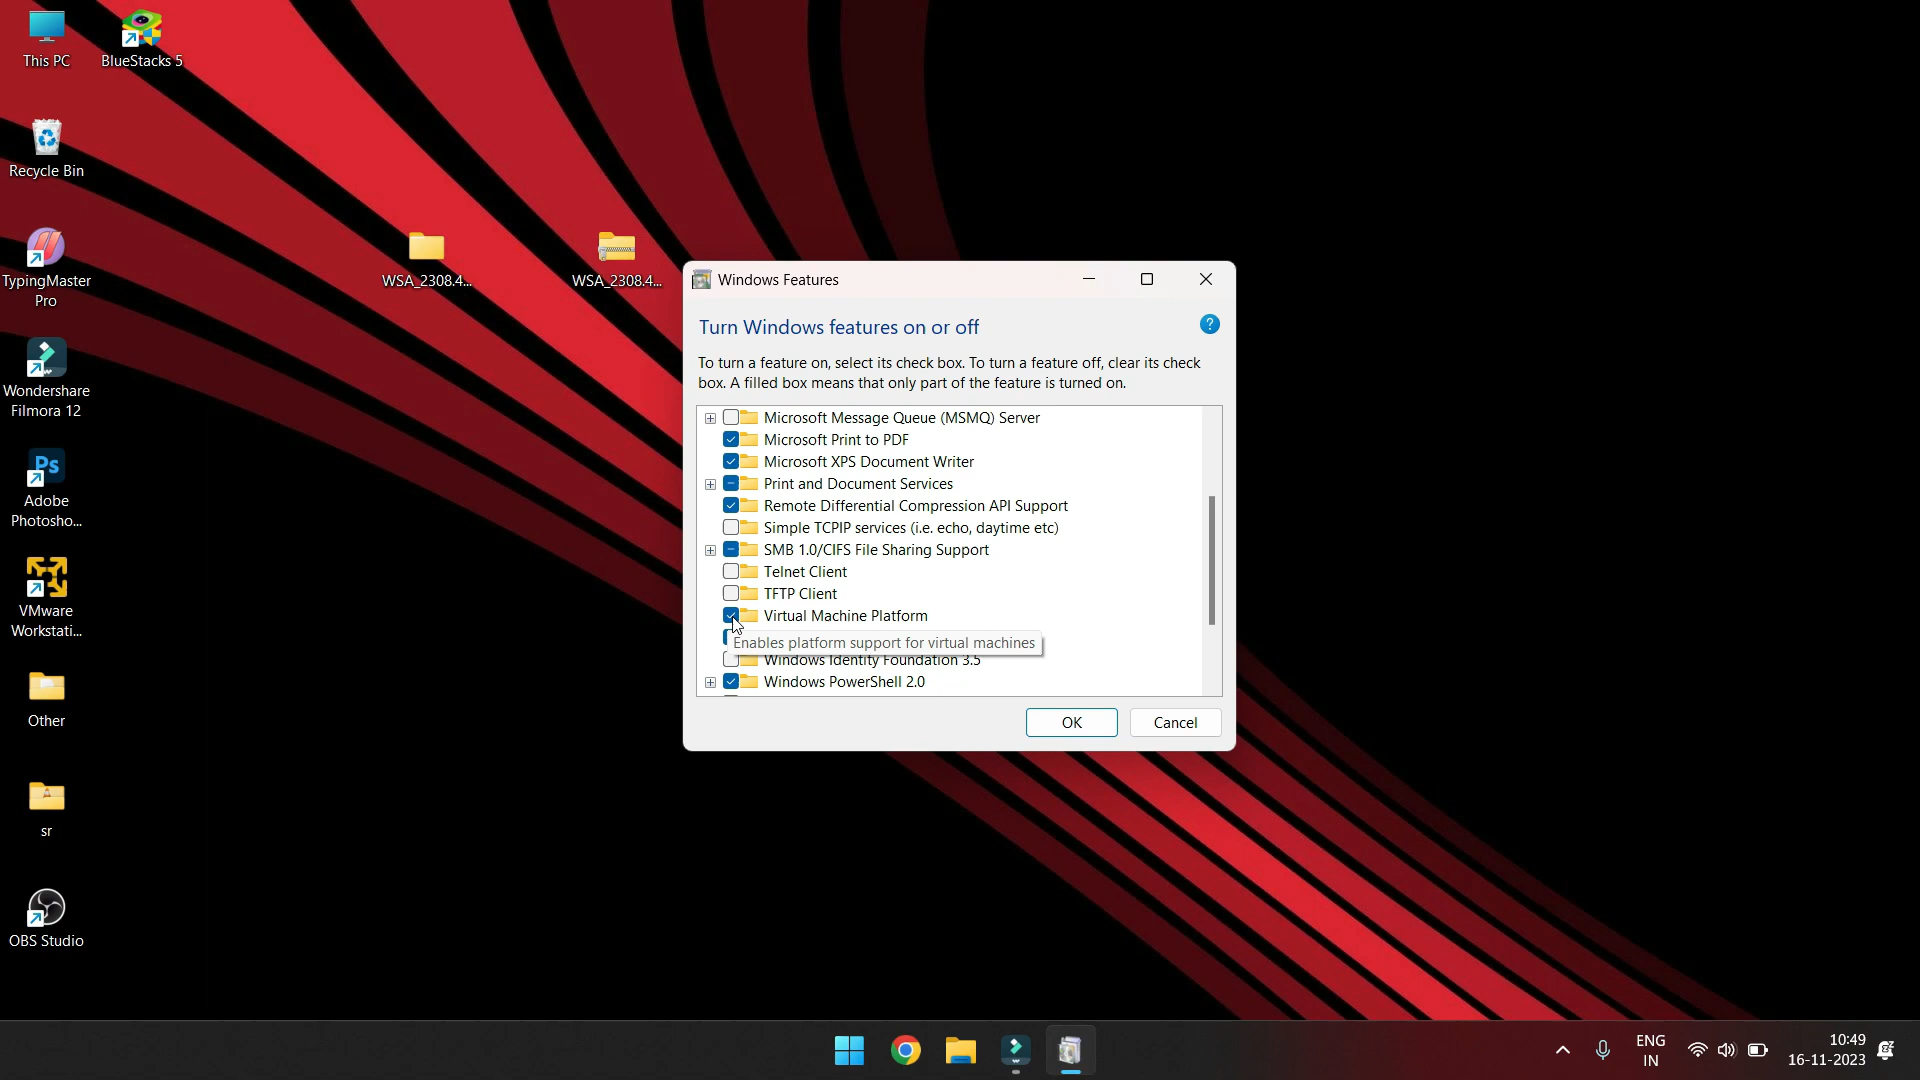 This PC
BlueStacks 5
Recycle Bin
TypingMaster
Pro
Wondershare
Filmora 12
Ps
Adobe
Photosho...
VMware
Workstati...
Other
sr
OBS Studio
WSA_2308.4...
WSA_2308.4...
Windows Features
Turn Windows features on or off
?
To turn a feature on, select its check box. To turn a feature off, clear its check
box. A filled box means that only part of the feature is turned on.
Microsoft Message Queue (MSMQ) Server
Microsoft Print to PDF
Microsoft XPS Document Writer
Print and Document Services
Remote Differential Compression API Support
Simple TCPIP services (i.e. echo, daytime etc)
SMB 1.0/CIFS File Sharing Support
Telnet Client
TFTP Client
Virtual Machine Platform
Enables platform support for virtual machines
Windows Identity Foundation 3.5
Windows PowerShell 2.0
OK
Cancel
ENG
IN
10:49
16-11-2023